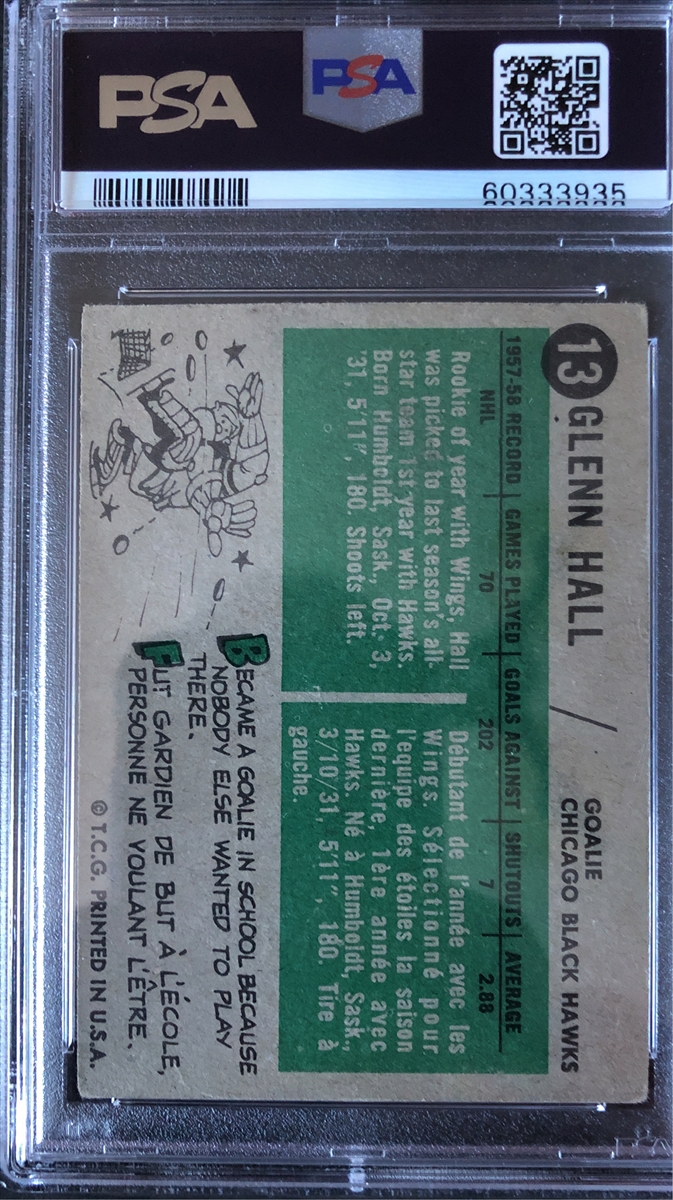 PSA
PSA
60333935
13 GLENN HALL
GOALIE
CHICAGO BLACK HAWKS
1957-58 RECORD | GAMES PLAYED | GOALS AGAINST | SHUTOUTS | AVERAGE
NHL 70 202 7 2.88
Rookie of year with Wings, Hall
was picked to last season's all-
star team 1st year with Hawks.
Born Humboldt, Sask., Oct. 3,
'31, 5'11", 180. Shoots left.
Débutant de l'année avec les
Wings. Sélectionné pour
l'equipe des étoiles la saison
dernière, 1ère année avec
Hawks. Né à Humboldt, Sask.,
3/10/31, 5'11", 180. Tire à
gauche.
BECAME A GOALIE IN SCHOOL BECAUSE
NOBODY ELSE WANTED TO PLAY
THERE.
FUT GARDIEN DE BUT À L'ÉCOLE,
PERSONNE NE VOULANT L'ÊTRE.
© T.C.G. PRINTED IN U.S.A.